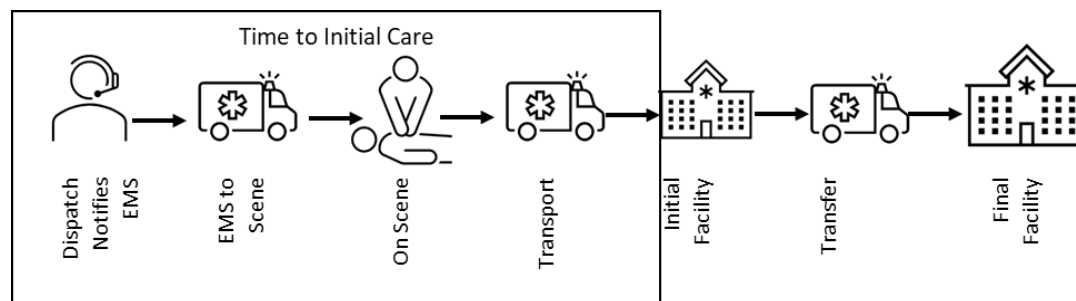 Time to Initial Care
Dispatch
Notifies
EMS
EMS to
Scene
On Scene
Transport
Initial
Facility
Transfer
Final
Facility